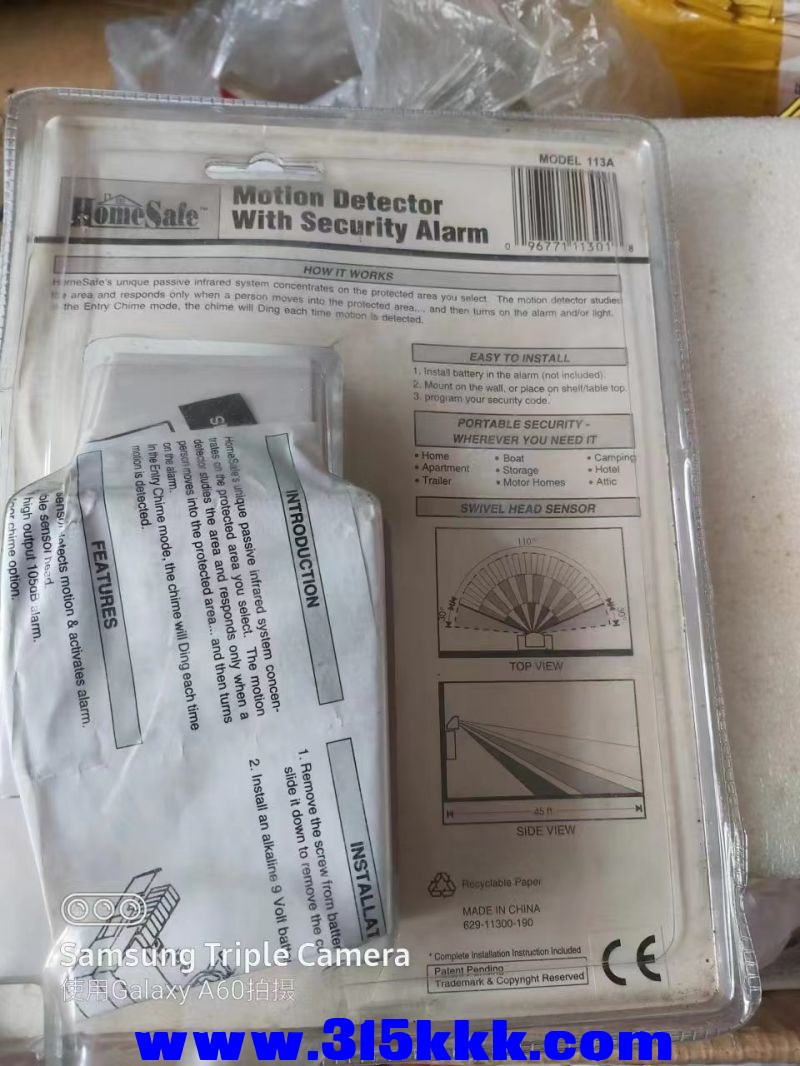 MODEL 113A
HomeSafe™
Motion Detector
With Security Alarm
0 96771 11301 8
HOW IT WORKS
HomeSafe's unique passive infrared system concentrates on the protected area you select. The motion detector studies
the area and responds only when a person moves into the protected area... and then turns on the alarm and/or light.
the Entry Chime mode, the chime will Ding each time motion is detected.
EASY TO INSTALL
1. Install battery in the alarm (not included).
2. Mount on the wall, or place on shelf/table top.
3. program your security code.
PORTABLE SECURITY -
WHEREVER YOU NEED IT
• Home • Boat • Camping
• Apartment • Storage • Hotel
• Trailer • Motor Homes • Attic
SWIVEL HEAD SENSOR
110°
30° 30°
TOP VIEW
45 ft
SIDE VIEW
Recyclable Paper
MADE IN CHINA
629-11300-190
* Complete Installation Instruction Included
Patent Pending
Trademark & Copyright Reserved
CE
INTRODUCTION
HomeSafe's unique passive infrared system concen-
trates on the protected area you select. The motion
detector studies the area and responds only when a
person moves into the protected area... and then turns
on the alarm.
In the Entry Chime mode, the chime will Ding each time
motion is detected.
FEATURES
detects motion & activates alarm.
sensor head.
high output 105dB alarm.
chime option.
INSTALLAT
1. Remove the screw from batte
slide it down to remove the c
2. Install an alkaline 9 Volt batt
Samsung Triple Camera
使用Galaxy A60拍摄
www.315kkk.com